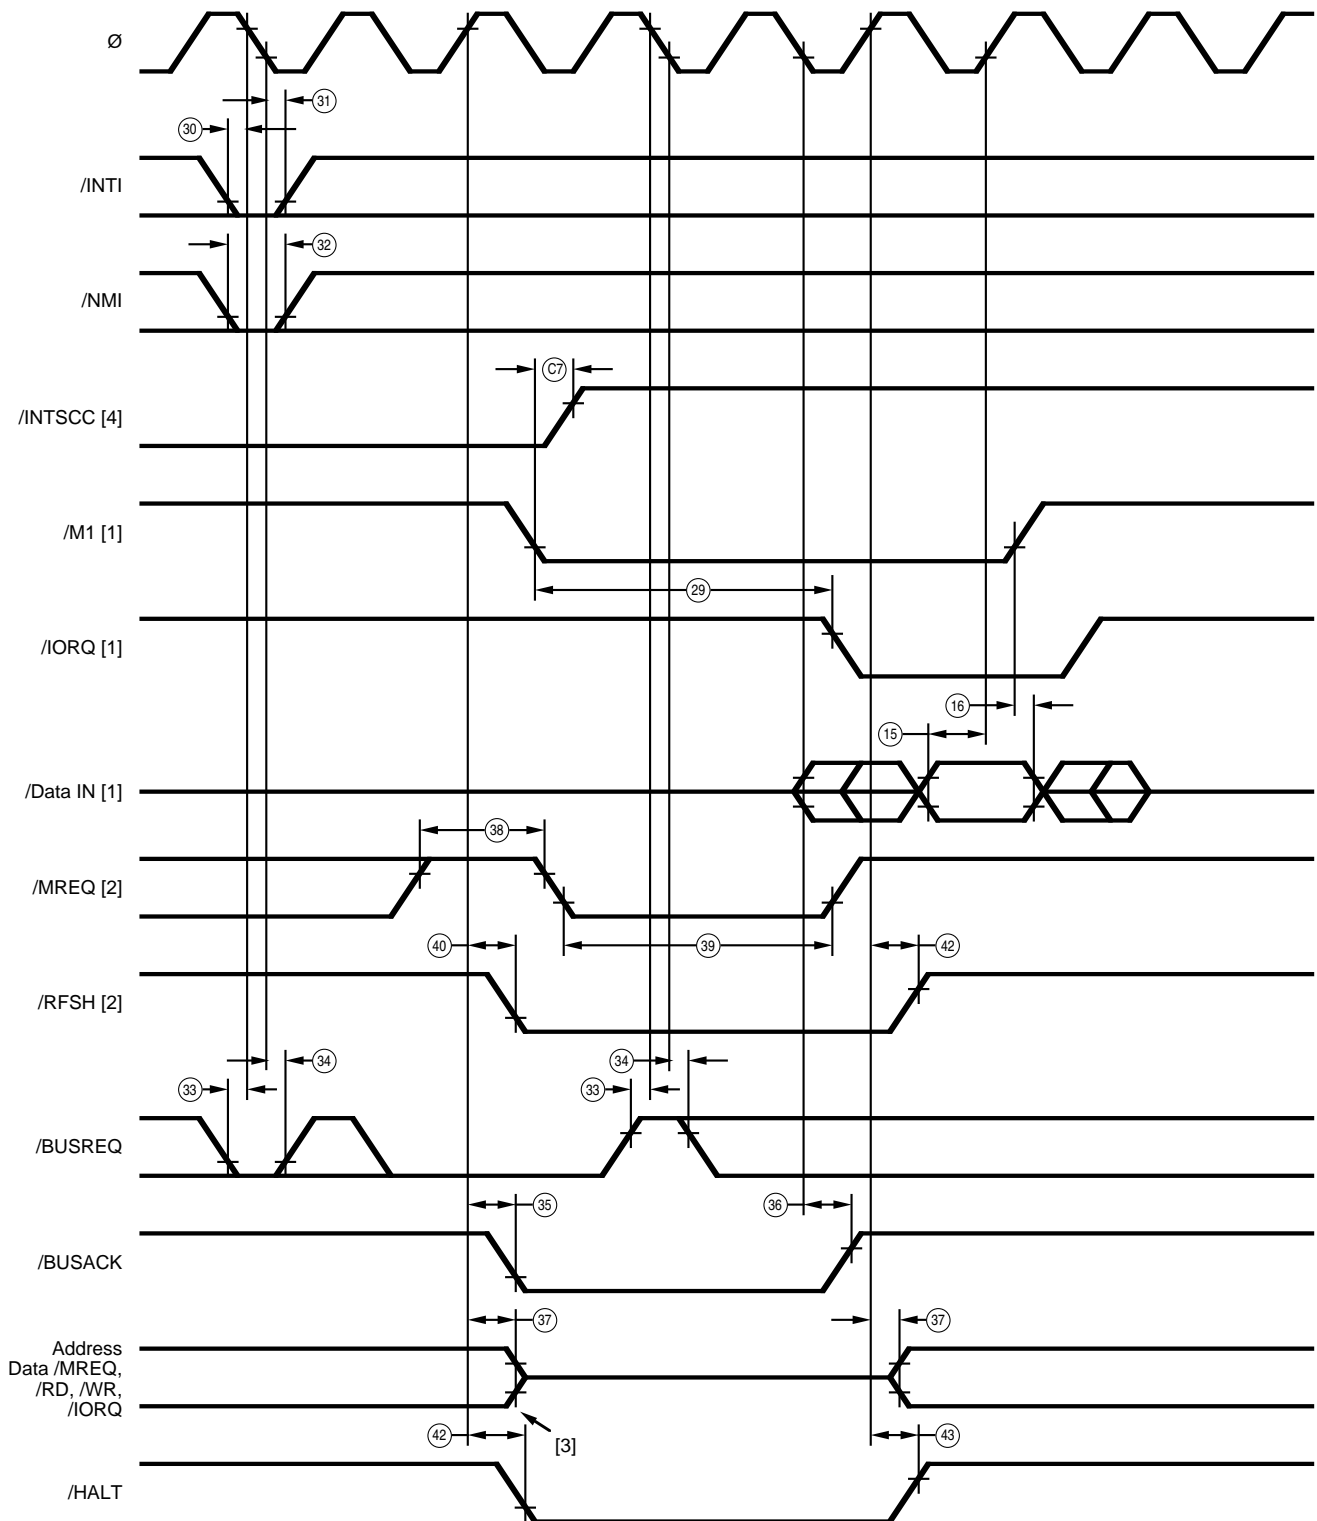 Ø
31
30
/INTI
32
/NMI
C7
/INTSCC [4]
/M1 [1]
29
/IORQ [1]
16
15
/Data IN [1]
38
/MREQ [2]
40
39
42
/RFSH [2]
34
34
33
33
/BUSREQ
35
36
/BUSACK
37
37
Address
Data /MREQ,
/RD, /WR,
/IORQ
42
[3]
43
/HALT